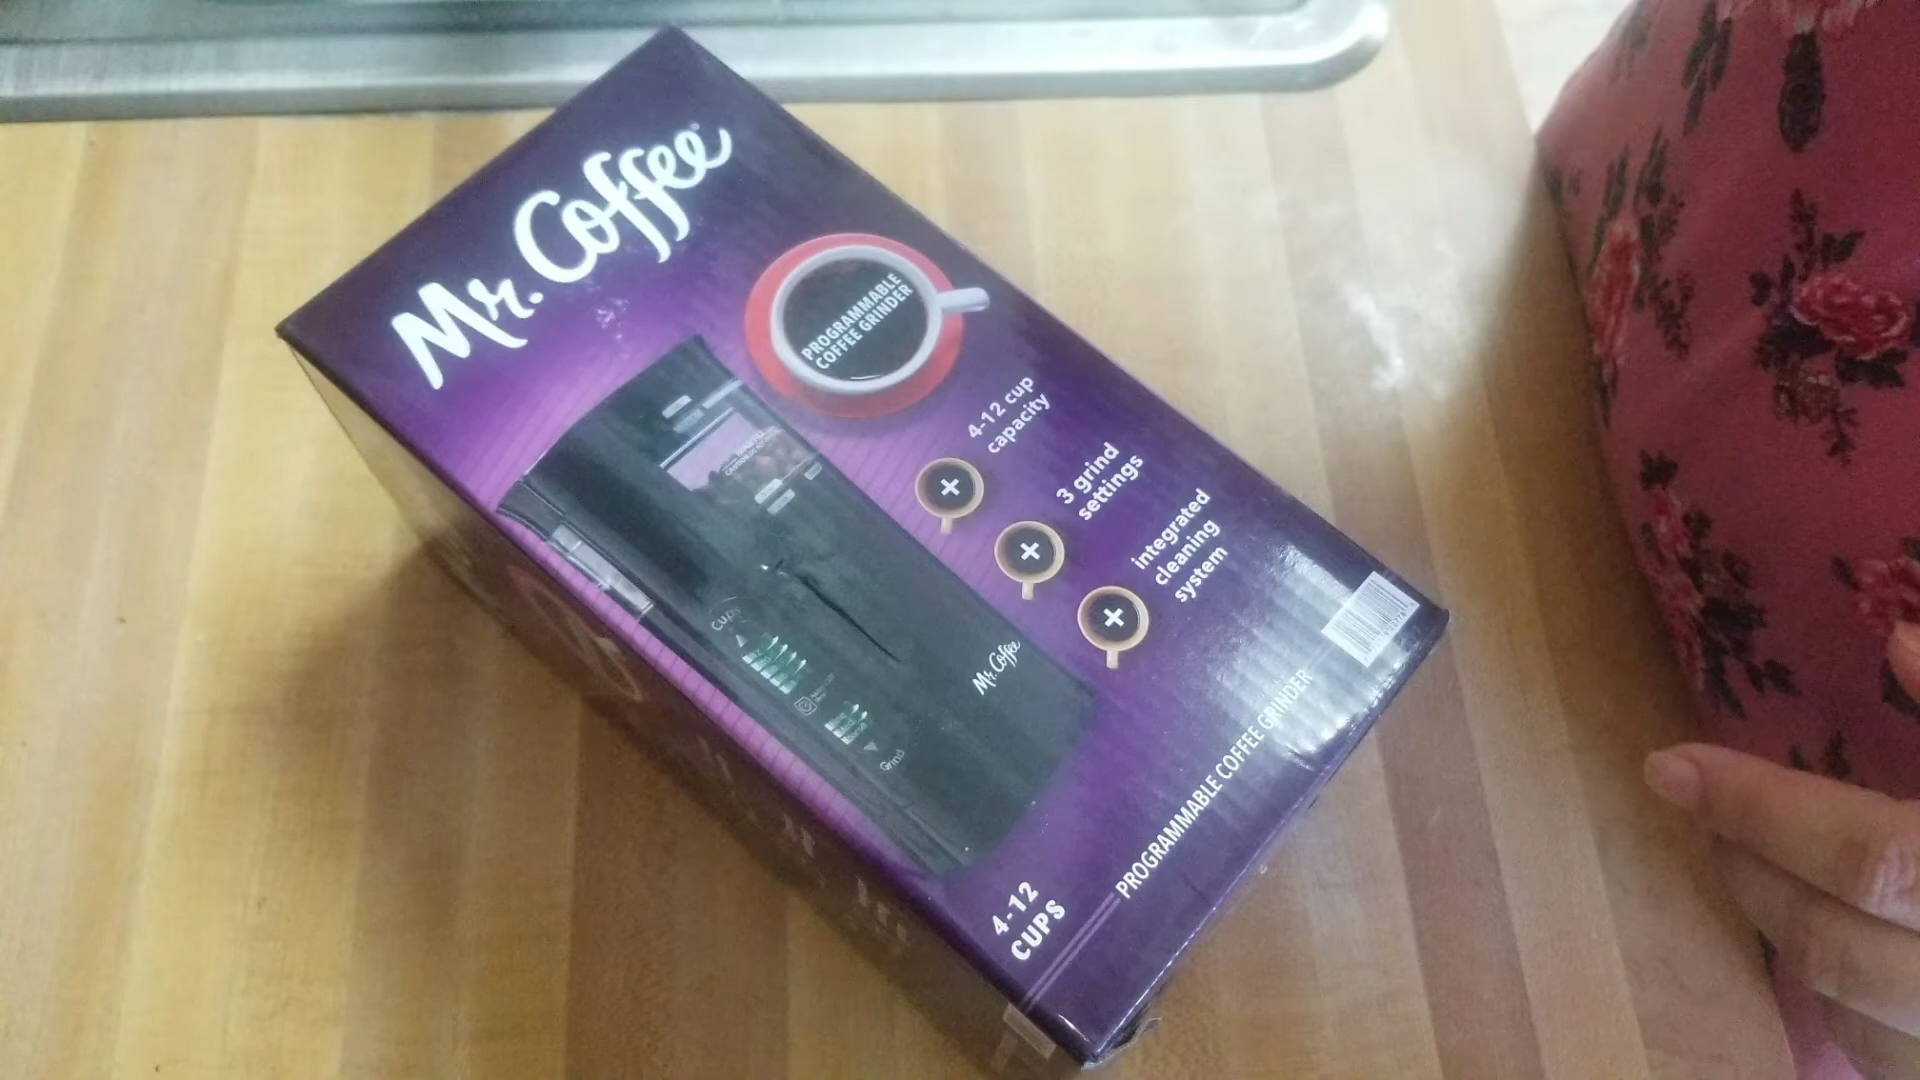 Mr. Coffee
PROGRAMMABLE
COFFEE GRINDER
4-12 cup
capacity
3 grind
settings
integrated
cleaning
system
Cups
Grind
Mr. Coffee
4-12
CUPS
PROGRAMMABLE COFFEE GRINDER